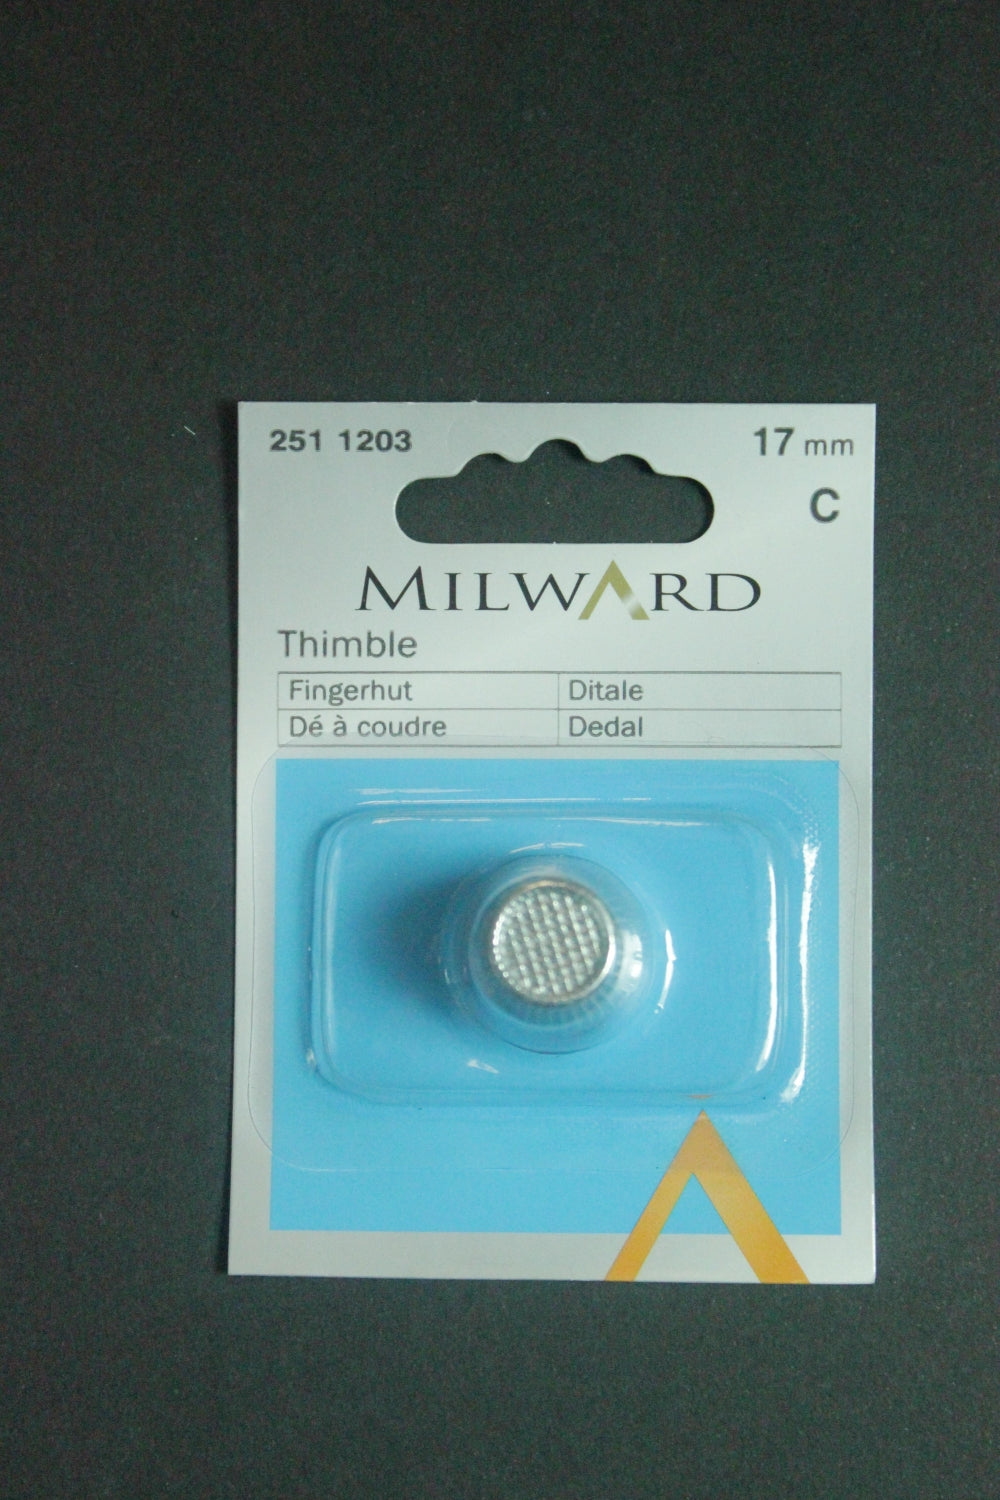 251 1203
17 mm
C
MILWARD
Thimble
Fingerhut
Ditale
Dé à coudre
Dedal